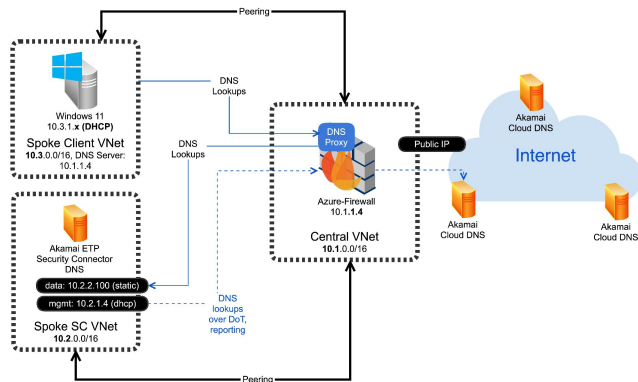 Peering
Windows 11
10.3.1.x (DHCP)
Spoke Client VNet
10.3.0.0/16, DNS Server:
10.1.1.4
DNS
Lookups
DNS
Lookups
DNS
Proxy
Azure-Firewall
10.1.1.4
Central VNet
10.1.0.0/16
Public IP
Akamai
Cloud DNS
Internet
Akamai
Cloud DNS
Akamai
Cloud DNS
Akamai ETP
Security Connector
DNS
data: 10.2.2.100 (static)
mgmt: 10.2.1.4 (dhcp)
Spoke SC VNet
10.2.0.0/16
DNS
lookups
over DoT,
reporting
Peering